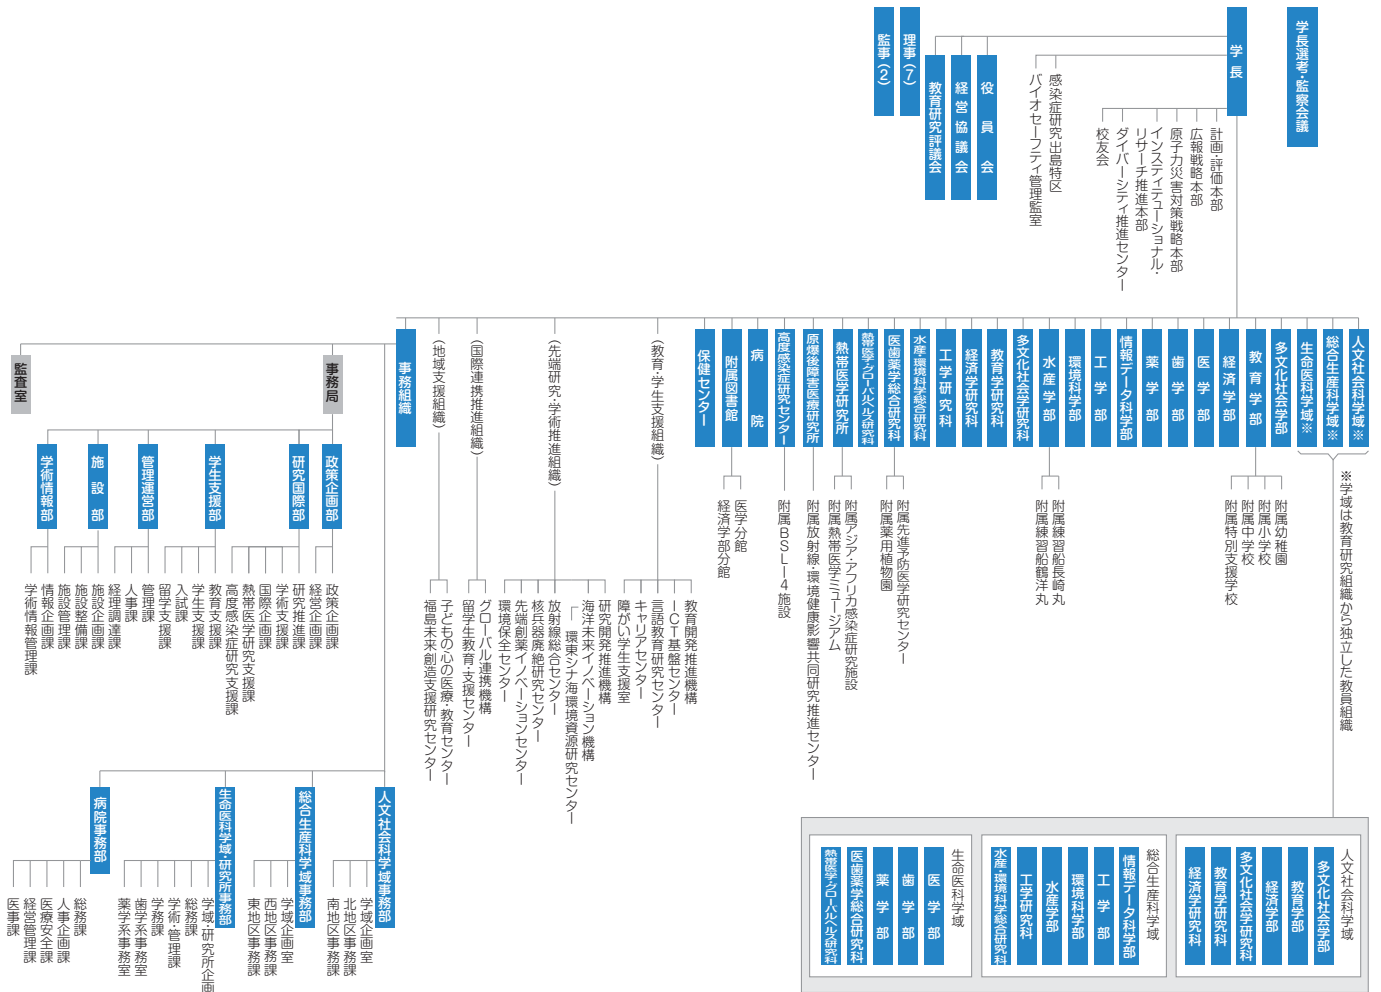 学長選考・監察会議
学長
理事（7）
監事（2）
役員会
経営協議会
教育研究評議会
感染症研究出島特区
バイオセーフティ管理監室
計画・評価本部
広報戦略本部
原子力災害対策戦略本部
インスティテューショナル・
リサーチ推進本部
ダイバーシティ推進センター
校友会
人文社会科学域※
総合生産科学域※
生命医科学域※
多文化社会学部
教育学部
経済学部
医学部
歯学部
薬学部
情報データ科学部
工学部
環境科学部
水産学部
多文化社会学研究科
教育学研究科
経済学研究科
工学研究科
水産・環境科学総合研究科
医歯薬学総合研究科
熱帯医学・グローバルヘルス研究科
熱帯医学研究所
原爆後障害医療研究所
高度感染症研究センター
病院
附属図書館
保健センター
（教育・学生支援組織）
（先端研究・学術推進組織）
（国際連携推進組織）
（地域支援組織）
事務組織
事務局
監査室
※学域は教育研究組織から独立した教員組織
附属幼稚園
附属小学校
附属中学校
附属特別支援学校
附属練習船長崎丸
附属練習船鶴洋丸
附属先進予防医学研究センター
附属薬用植物園
附属アジア・アフリカ感染症研究施設
附属熱帯医学ミュージアム
附属放射線・環境健康影響共同研究推進センター
附属BSL－4施設
医学分館
経済学部分館
教育開発推進機構
ICT基盤センター
言語教育研究センター
キャリアセンター
障がい学生支援室
研究開発推進機構
海洋未来イノベーション機構
環東シナ海環境資源研究センター
放射線総合センター
核兵器廃絶研究センター
先端創薬イノベーションセンター
環境保全センター
グローバル連携機構
留学生教育・支援センター
子どもの心の医療・教育センター
福島未来創造支援研究センター
政策企画部
研究国際部
学生支援部
管理運営部
施設部
学術情報部
政策企画課
経営企画課
研究推進課
学術支援課
国際企画課
熱帯医学研究支援課
高度感染症研究支援課
教育支援課
学生支援課
入試課
留学支援課
管理課
人事課
経理調達課
施設企画課
施設整備課
施設管理課
情報企画課
学術情報管理課
人文社会科学域事務部
総合生産科学域事務部
生命医科学域・研究所事務部
病院事務部
学域企画室
北地区事務課
南地区事務課
学域企画室
西地区事務課
東地区事務課
学域・研究所企画
総務課
学術・管理課
学務課
歯学系事務室
薬学系事務室
総務課
人事企画課
医療安全課
経営管理課
医事課
人文社会科学域
多文化社会学部
教育学部
経済学部
多文化社会学研究科
教育学研究科
経済学研究科
総合生産科学域
情報データ科学部
工学部
環境科学部
水産学部
工学研究科
水産・環境科学総合研究科
生命医科学域
医学部
歯学部
薬学部
医歯薬学総合研究科
熱帯医学・グローバルヘルス研究科